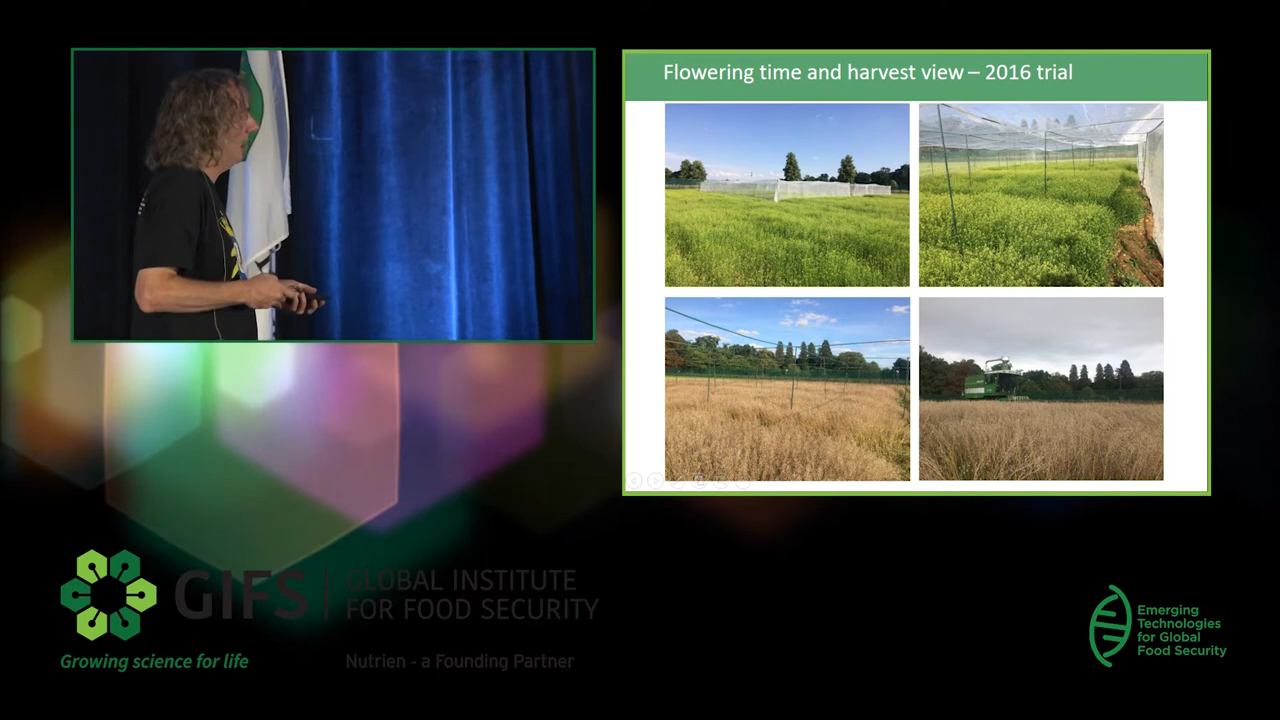 Flowering time and harvest view – 2016 trial
GIFS
GLOBAL INSTITUTE
FOR FOOD SECURITY
Growing science for life
Nutrien - a Founding Partner
Emerging
Technologies
for Global
Food Security